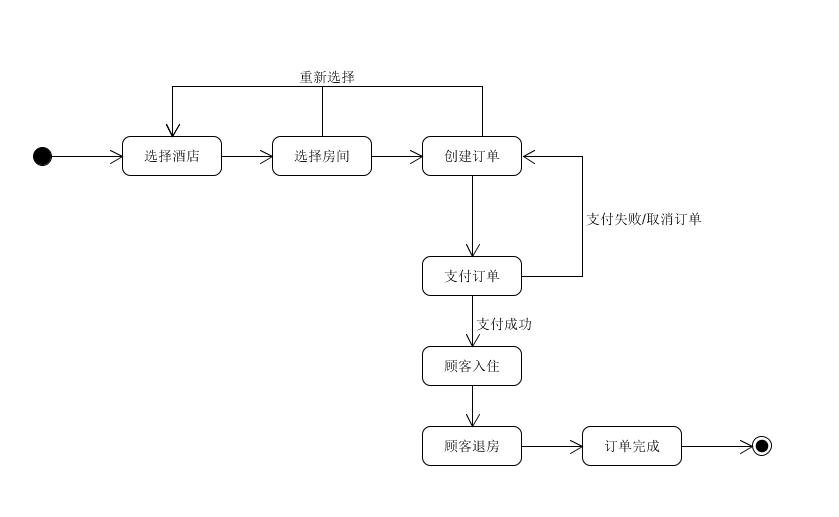 重新选择
选择酒店
选择房间
创建订单
支付失败/取消订单
支付订单
支付成功
顾客入住
顾客退房
订单完成